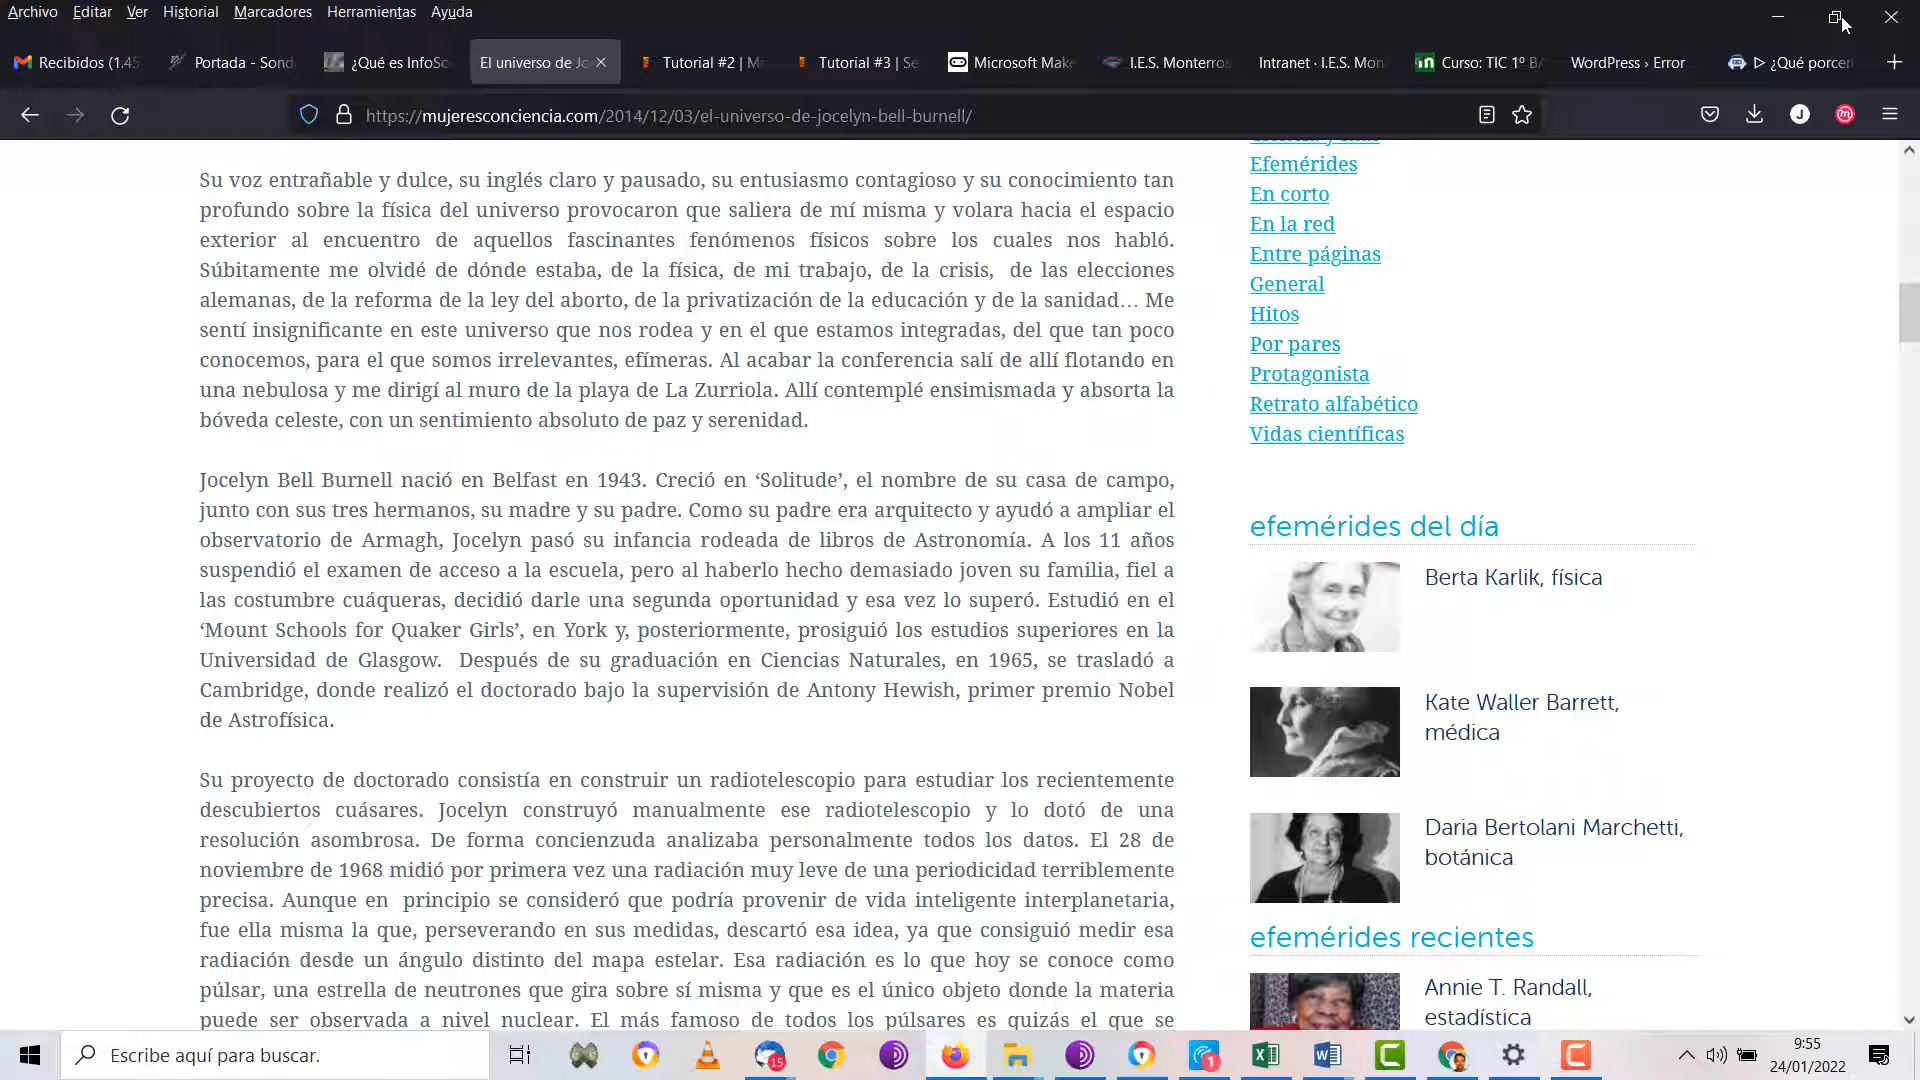 Archivo Editar Ver Historial Marcadores Herramientas Ayuda
Recibidos (1.45 Portada - Sond ¿Qué es InfoSo El universo de Jo Tutorial #2 | M Tutorial #3 | Se Microsoft Make I.E.S. Monterro Intranet · I.E.S. Mon Curso: TIC 1º BA WordPress › Error ¿Qué porcen
https://mujeresconciencia.com/2014/12/03/el-universo-de-jocelyn-bell-burnell/
Su voz entrañable y dulce, su inglés claro y pausado, su entusiasmo contagioso y su conocimiento tan
profundo sobre la física del universo provocaron que saliera de mí misma y volara hacia el espacio
exterior al encuentro de aquellos fascinantes fenómenos físicos sobre los cuales nos habló.
Súbitamente me olvidé de dónde estaba, de la física, de mi trabajo, de la crisis, de las elecciones
alemanas, de la reforma de la ley del aborto, de la privatización de la educación y de la sanidad… Me
sentí insignificante en este universo que nos rodea y en el que estamos integradas, del que tan poco
conocemos, para el que somos irrelevantes, efímeras. Al acabar la conferencia salí de allí flotando en
una nebulosa y me dirigí al muro de la playa de La Zurriola. Allí contemplé ensimismada y absorta la
bóveda celeste, con un sentimiento absoluto de paz y serenidad.
Jocelyn Bell Burnell nació en Belfast en 1943. Creció en ‘Solitude’, el nombre de su casa de campo,
junto con sus tres hermanos, su madre y su padre. Como su padre era arquitecto y ayudó a ampliar el
observatorio de Armagh, Jocelyn pasó su infancia rodeada de libros de Astronomía. A los 11 años
suspendió el examen de acceso a la escuela, pero al haberlo hecho demasiado joven su familia, fiel a
las costumbre cuáqueras, decidió darle una segunda oportunidad y esa vez lo superó. Estudió en el
‘Mount Schools for Quaker Girls’, en York y, posteriormente, prosiguió los estudios superiores en la
Universidad de Glasgow. Después de su graduación en Ciencias Naturales, en 1965, se trasladó a
Cambridge, donde realizó el doctorado bajo la supervisión de Antony Hewish, primer premio Nobel
de Astrofísica.
Su proyecto de doctorado consistía en construir un radiotelescopio para estudiar los recientemente
descubiertos cuásares. Jocelyn construyó manualmente ese radiotelescopio y lo dotó de una
resolución asombrosa. De forma concienzuda analizaba personalmente todos los datos. El 28 de
noviembre de 1968 midió por primera vez una radiación muy leve de una periodicidad terriblemente
precisa. Aunque en principio se consideró que podría provenir de vida inteligente interplanetaria,
fue ella misma la que, perseverando en sus medidas, descartó esa idea, ya que consiguió medir esa
radiación desde un ángulo distinto del mapa estelar. Esa radiación es lo que hoy se conoce como
púlsar, una estrella de neutrones que gira sobre sí misma y que es el único objeto donde la materia
puede ser observada a nivel nuclear. El más famoso de todos los púlsares es quizás el que se
Efemérides
En corto
En la red
Entre páginas
General
Hitos
Por pares
Protagonista
Retrato alfabético
Vidas científicas
efemérides del día
Berta Karlik, física
Kate Waller Barrett,
médica
Daria Bertolani Marchetti,
botánica
efemérides recientes
Annie T. Randall,
estadística
Escribe aquí para buscar.
15
1
9:55
24/01/2022